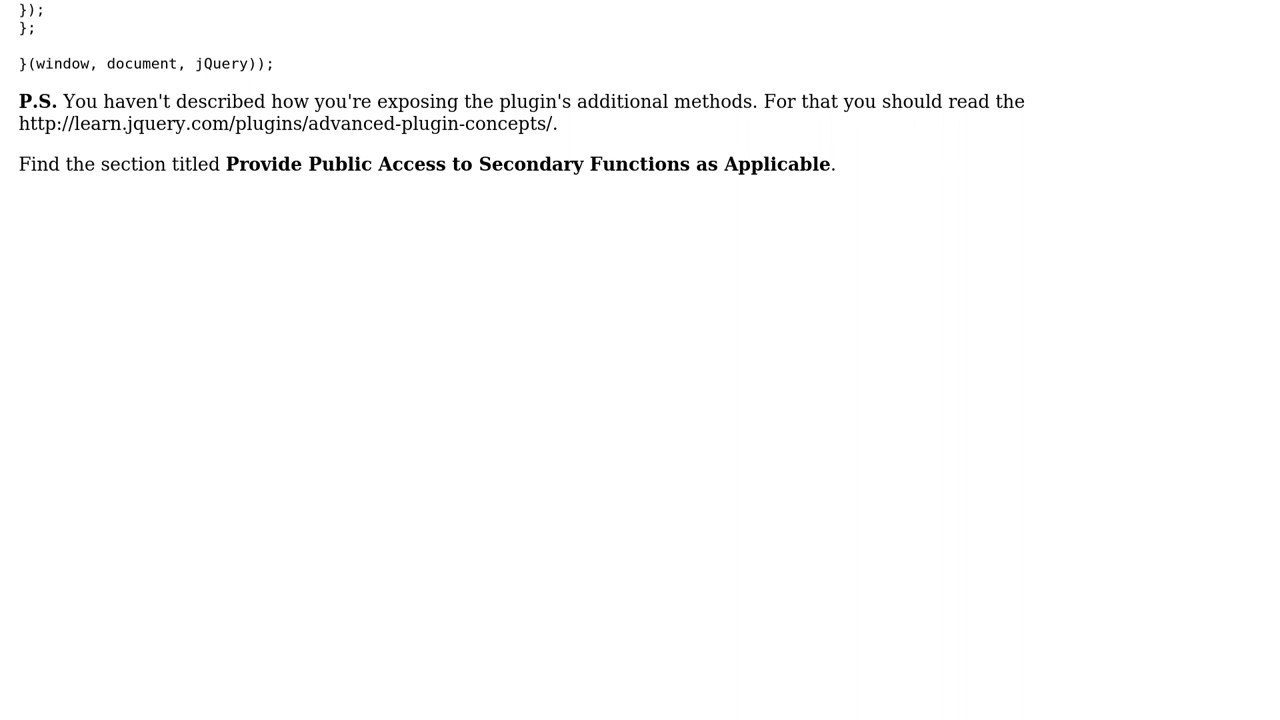 });
};
}(window, document, jQuery));
P.S. You haven't described how you're exposing the plugin's additional methods. For that you should read the
http://learn.jquery.com/plugins/advanced-plugin-concepts/.
Find the section titled Provide Public Access to Secondary Functions as Applicable.